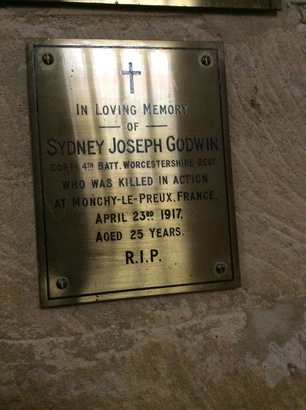 IN LOVING MEMORY
OF
SYDNEY JOSEPH GODWIN,
CORPL 4TH BATT. WORCESTERSHIRE REGT
WHO WAS KILLED IN ACTION
AT MONCHY-LE-PREUX, FRANCE,
APRIL 23RD 1917,
AGED 25 YEARS.
R.I.P.